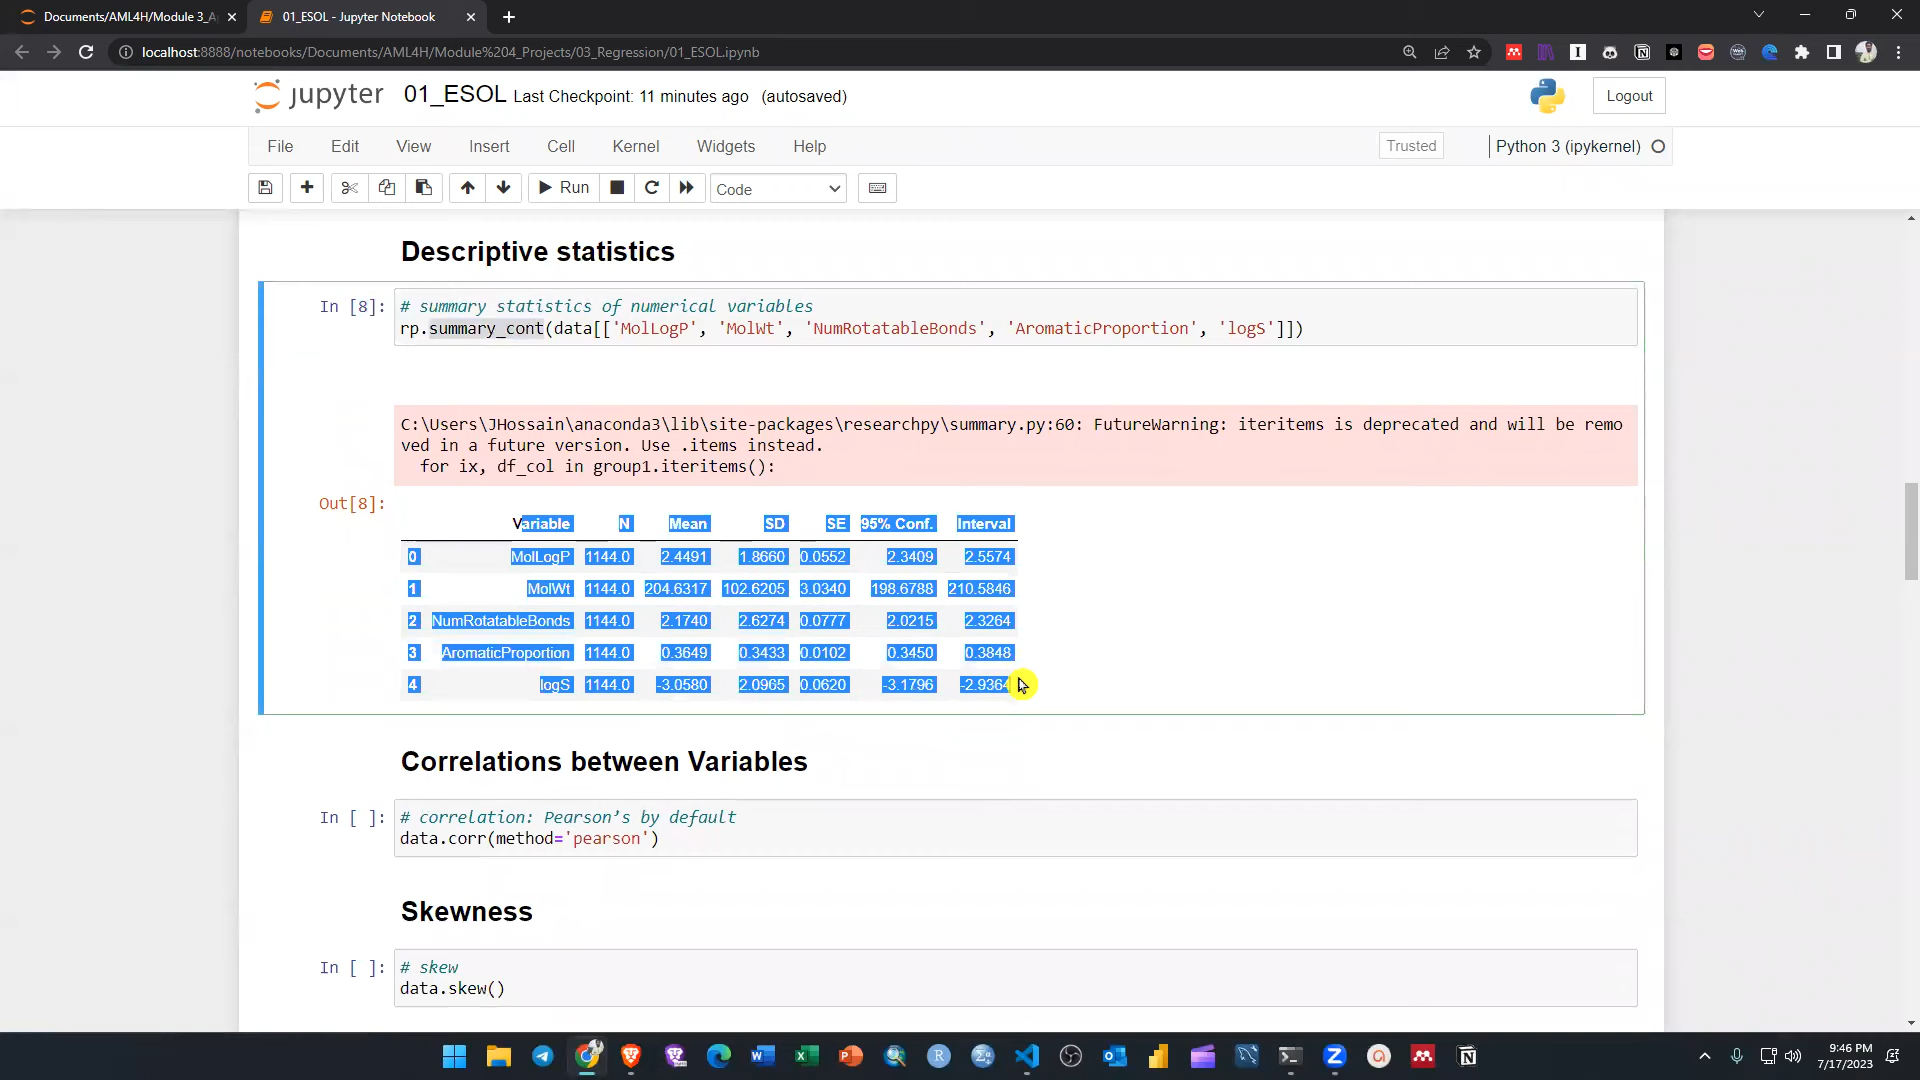 Documents/AML4H/Module 3_A
01_ESOL - Jupyter Notebook
localhost:8888/notebooks/Documents/AML4H/Module%204_Projects/03_Regression/01_ESOL.ipynb
jupyter 01_ESOL Last Checkpoint: 11 minutes ago (autosaved)
Logout
File Edit View Insert Cell Kernel Widgets Help
Trusted
Python 3 (ipykernel)
Run
Code
Descriptive statistics
In [8]: # summary statistics of numerical variables
rp.summary_cont(data[['MolLogP', 'MolWt', 'NumRotatableBonds', 'AromaticProportion', 'logS']])
C:\Users\JHossain\anaconda3\lib\site-packages\researchpy\summary.py:60: FutureWarning: iteritems is deprecated and will be remo
ved in a future version. Use .items instead.
for ix, df_col in group1.iteritems():
Out[8]:
Variable N Mean SD SE 95% Conf. Interval
0 MolLogP 1144.0 2.4491 1.8660 0.0552 2.3409 2.5574
1 MolWt 1144.0 204.6317 102.6205 3.0340 198.6788 210.5846
2 NumRotatableBonds 1144.0 2.1740 2.6274 0.0777 2.0215 2.3264
3 AromaticProportion 1144.0 0.3649 0.3433 0.0102 0.3450 0.3848
4 logS 1144.0 -3.0580 2.0965 0.0620 -3.1796 -2.9364
Correlations between Variables
In [ ]: # correlation: Pearson’s by default
data.corr(method='pearson')
Skewness
In [ ]: # skew
data.skew()
9:46 PM
7/17/2023